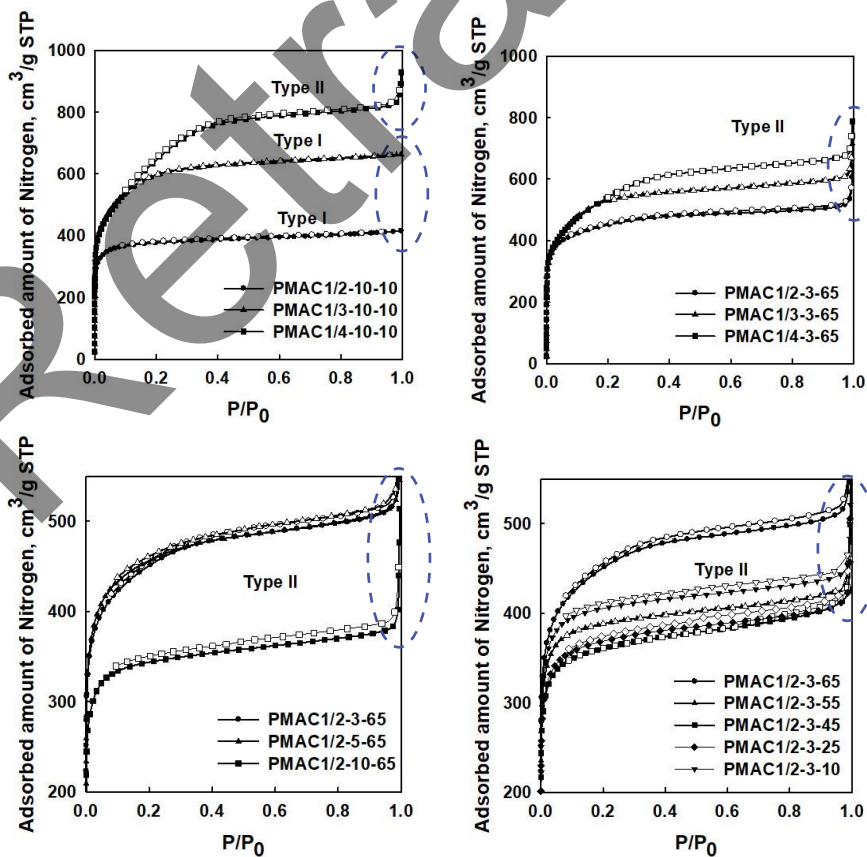 Retra
Adsorbed amount of Nitrogen, cm3/g STP
1000
800
600
400
200
0
Type II
Type I
Type I
PMAC1/2-10-10
PMAC1/3-10-10
PMAC1/4-10-10
0.0 0.2 0.4 0.6 0.8 1.0
P/P0
Adsorbed amount of Nitrogen, cm3/g STP
1000
800
600
400
200
0
Type II
PMAC1/2-3-65
PMAC1/3-3-65
PMAC1/4-3-65
0.0 0.2 0.4 0.6 0.8 1.0
P/P0
Adsorbed amount of Nitrogen, cm3/g STP
500
400
300
200
Type II
PMAC1/2-3-65
PMAC1/2-5-65
PMAC1/2-10-65
0.0 0.2 0.4 0.6 0.8 1.0
P/P0
Adsorbed amount of Nitrogen, cm3/g STP
500
400
300
200
Type II
PMAC1/2-3-65
PMAC1/2-3-55
PMAC1/2-3-45
PMAC1/2-3-25
PMAC1/2-3-10
0.0 0.2 0.4 0.6 0.8 1.0
P/P0